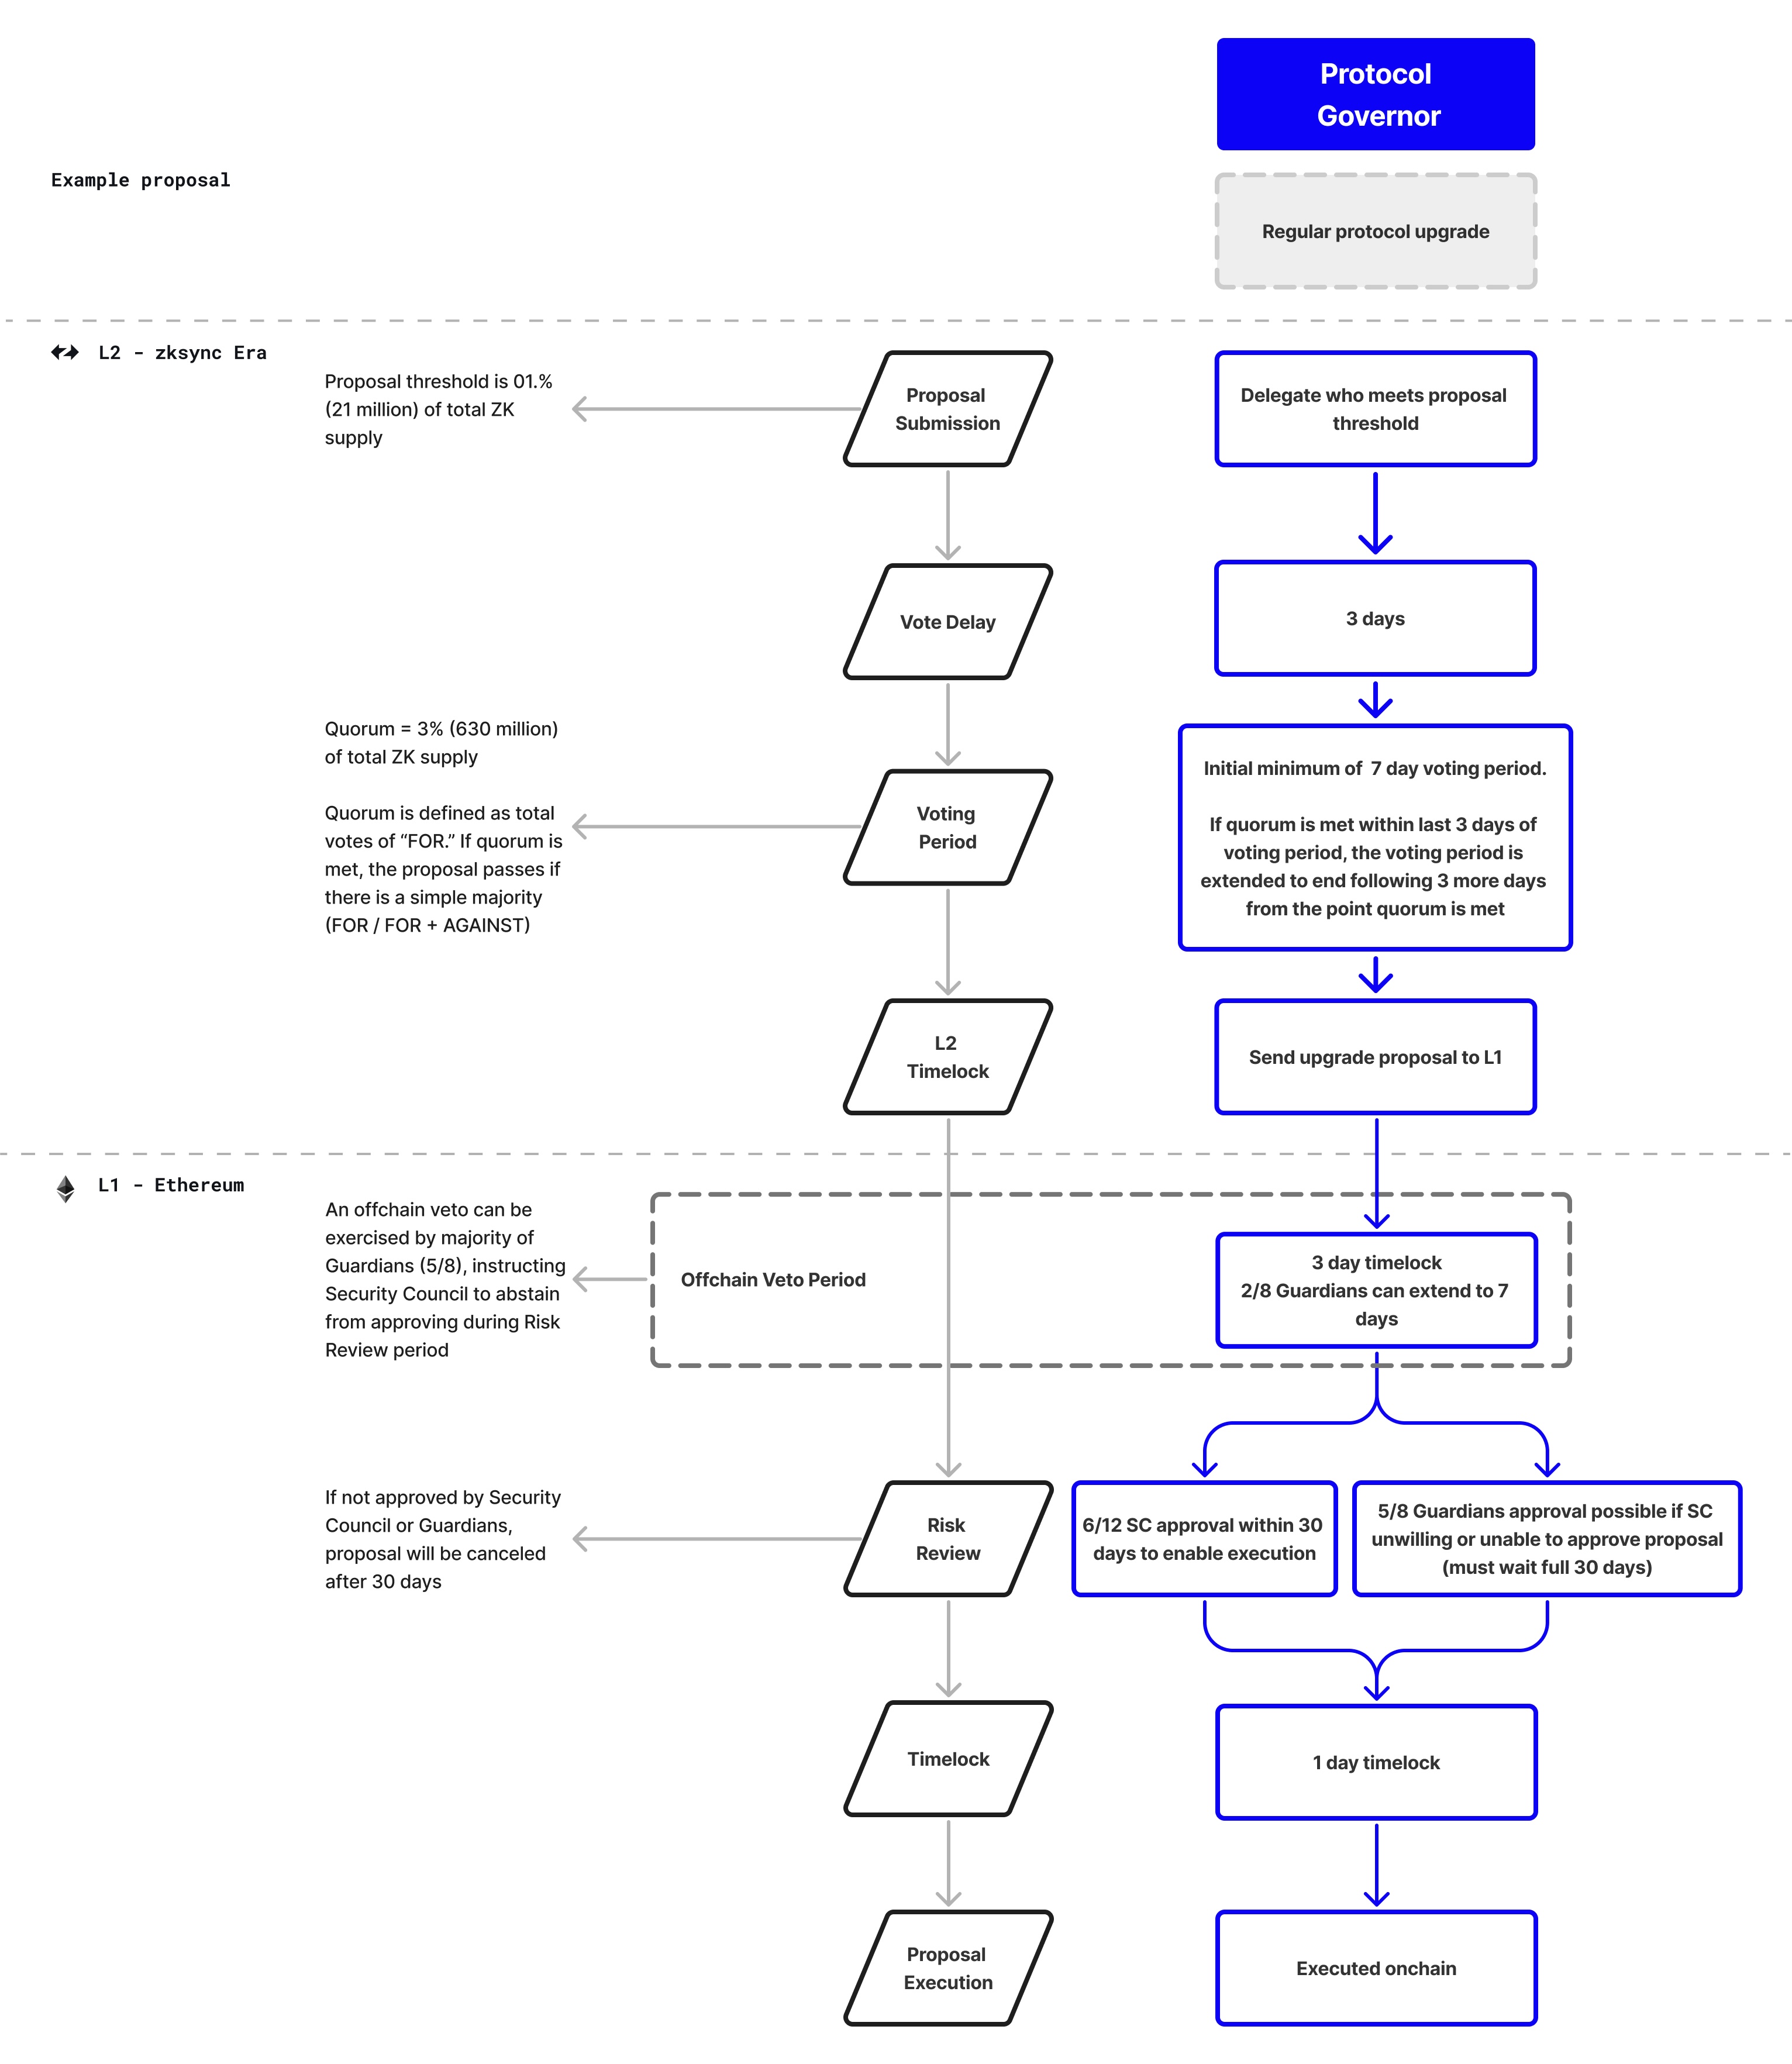 Protocol
Governor
Example proposal
Regular protocol upgrade
L2 - zksync Era
Proposal threshold is 01.%
(21 million) of total ZK
supply
Proposal
Submission
Delegate who meets proposal
threshold
Vote Delay
3 days
Quorum = 3% (630 million)
of total ZK supply
Quorum is defined as total
votes of “FOR.” If quorum is
met, the proposal passes if
there is a simple majority
(FOR / FOR + AGAINST)
Voting
Period
Initial minimum of 7 day voting period.
If quorum is met within last 3 days of
voting period, the voting period is
extended to end following 3 more days
from the point quorum is met
L2
Timelock
Send upgrade proposal to L1
L1 - Ethereum
An offchain veto can be
exercised by majority of
Guardians (5/8), instructing
Security Council to abstain
from approving during Risk
Review period
Offchain Veto Period
3 day timelock
2/8 Guardians can extend to 7
days
If not approved by Security
Council or Guardians,
proposal will be canceled
after 30 days
Risk
Review
6/12 SC approval within 30
days to enable execution
5/8 Guardians approval possible if SC
unwilling or unable to approve proposal
(must wait full 30 days)
Timelock
1 day timelock
Proposal
Execution
Executed onchain